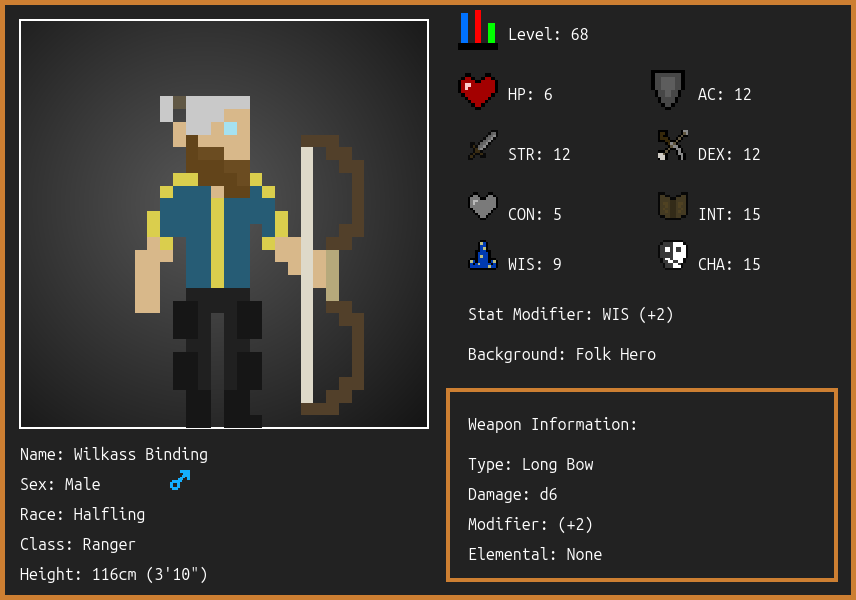 Level: 68
HP: 6
AC: 12
STR: 12
DEX: 12
CON: 5
INT: 15
WIS: 9
CHA: 15
Stat Modifier: WIS (+2)
Background: Folk Hero
Weapon Information:
Type: Long Bow
Damage: d6
Modifier: (+2)
Elemental: None
Name: Wilkass Binding
Sex: Male
Race: Halfling
Class: Ranger
Height: 116cm (3'10")